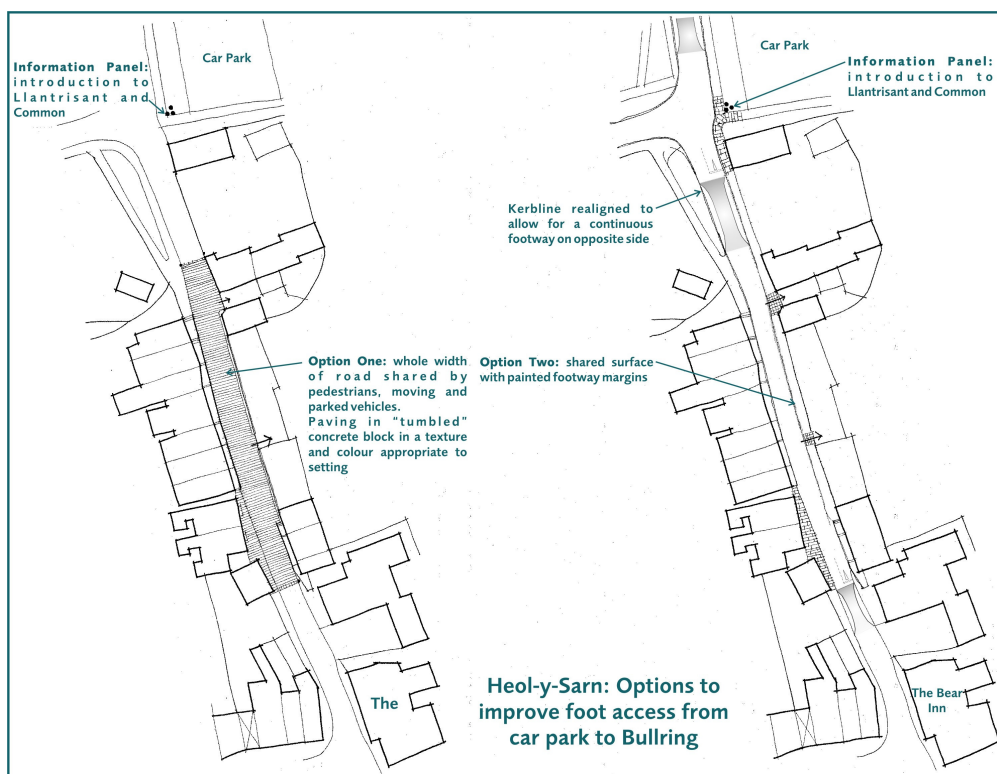 Car Park
Information Panel:
introduction to
Llantrisant and
Common
Option One: whole width
of road shared by
pedestrians, moving and
parked vehicles.
Paving in "tumbled"
concrete block in a texture
and colour appropriate to
setting
The
Car Park
Information Panel:
introduction to
Llantrisant and Common
Kerbline realigned to
allow for a continuous
footway on opposite side
Option Two: shared surface
with painted footway margins
The Bear
Inn
Heol-y-Sarn: Options to
improve foot access from
car park to Bullring